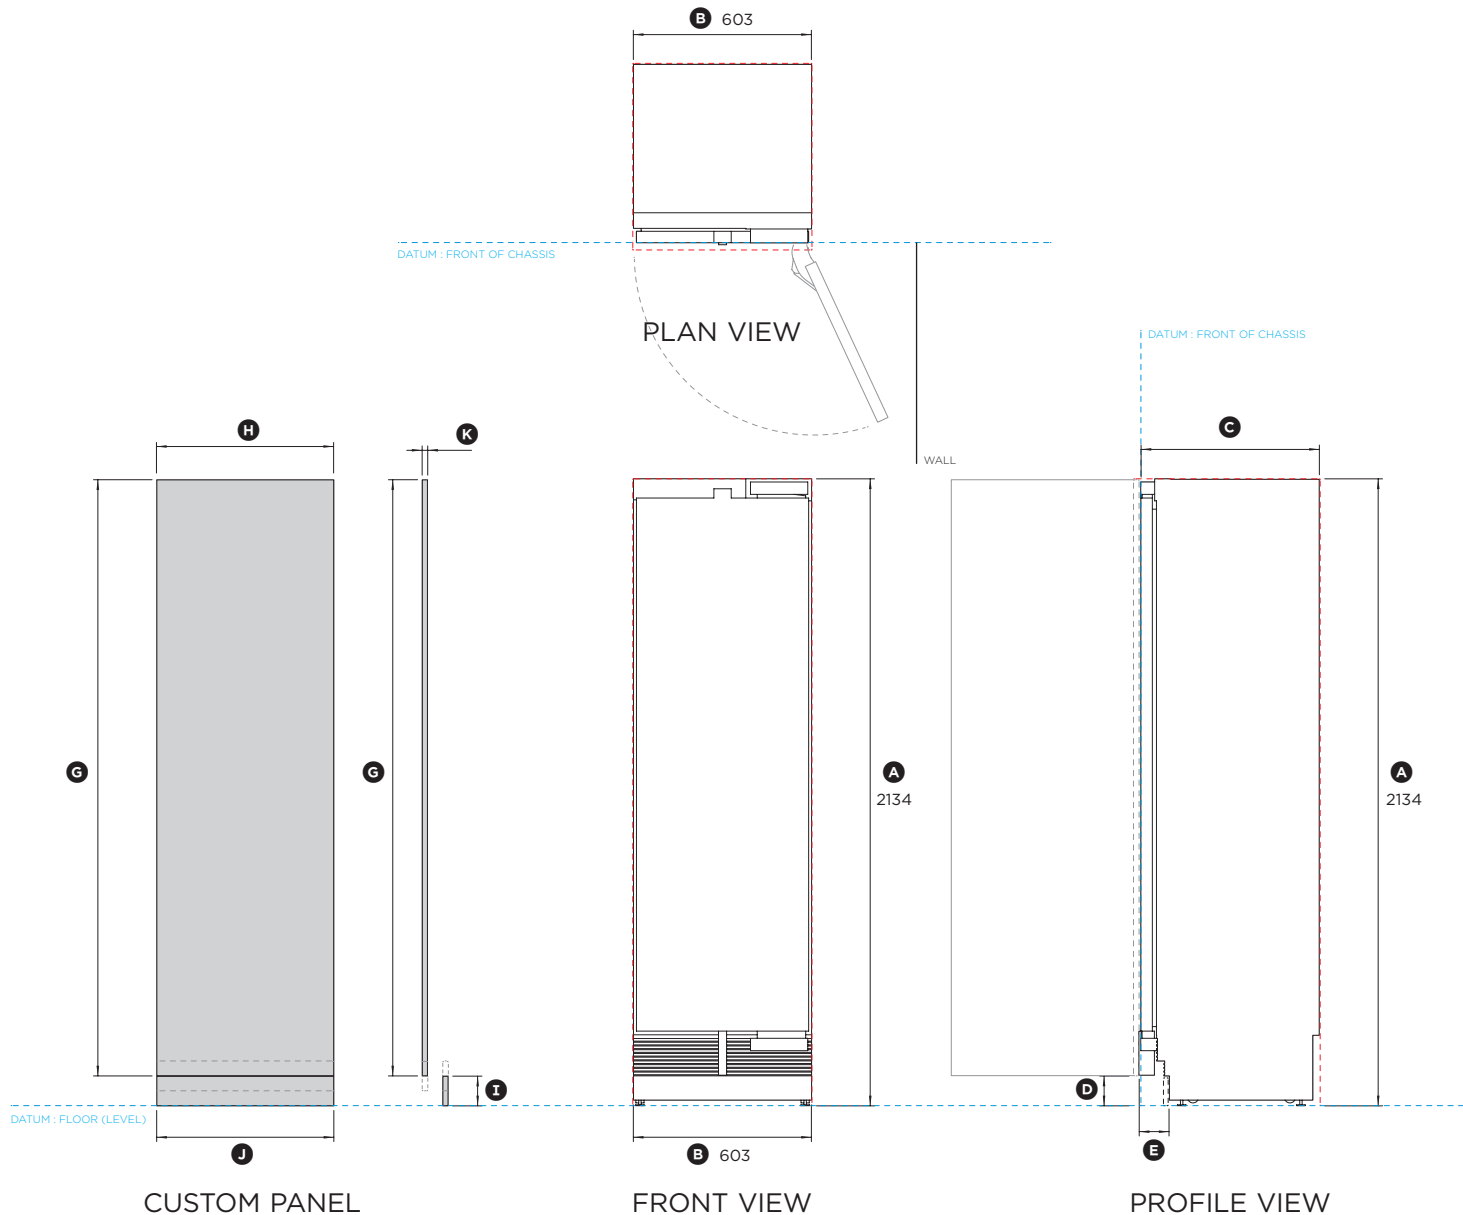 B 603
DATUM : FRONT OF CHASSIS
PLAN VIEW
DATUM : FRONT OF CHASSIS
H
K
C
WALL
G
G
A
2134
A
2134
I
D
DATUM : FLOOR (LEVEL)
J
B 603
E
CUSTOM PANEL
FRONT VIEW
PROFILE VIEW